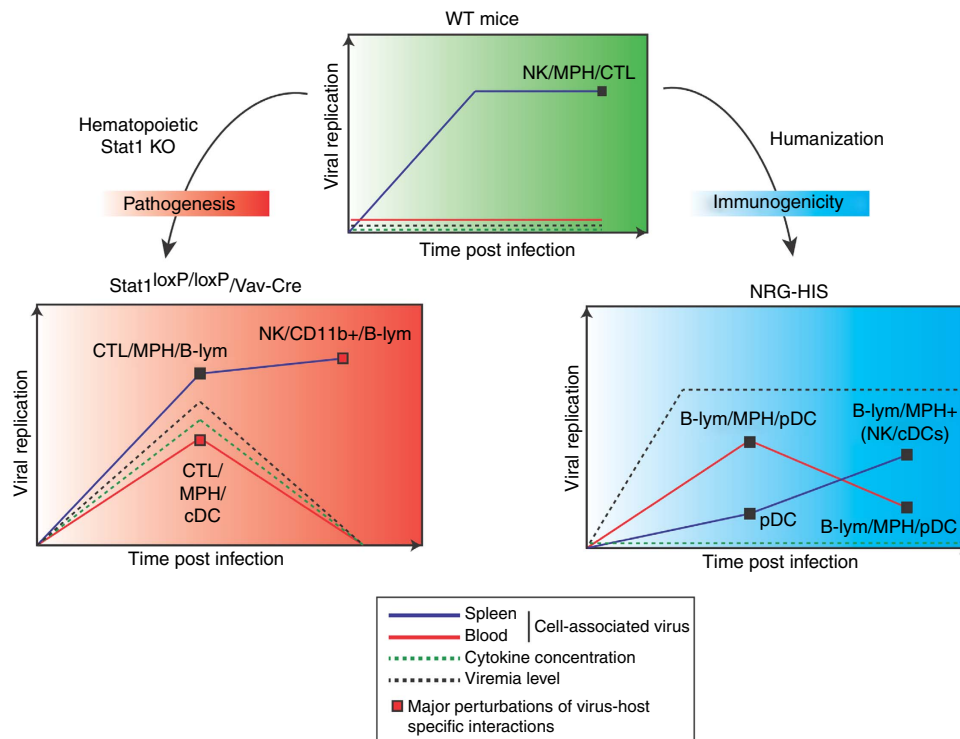 WT mice
NK/MPH/CTL
Viral replication
Time post infection
Hematopoietic
Stat1 KO
Pathogenesis
Humanization
Immunogenicity
Stat1loxP/loxP/Vav-Cre
NK/CD11b+/B-lym
CTL/MPH/B-lym
CTL/
MPH/
cDC
Viral replication
Time post infection
NRG-HIS
B-lym/MPH/pDC
B-lym/MPH+
(NK/cDCs)
pDC
B-lym/MPH/pDC
Viral replication
Time post infection
Spleen
Blood
Cell-associated virus
Cytokine concentration
Viremia level
Major perturbations of virus-host
specific interactions